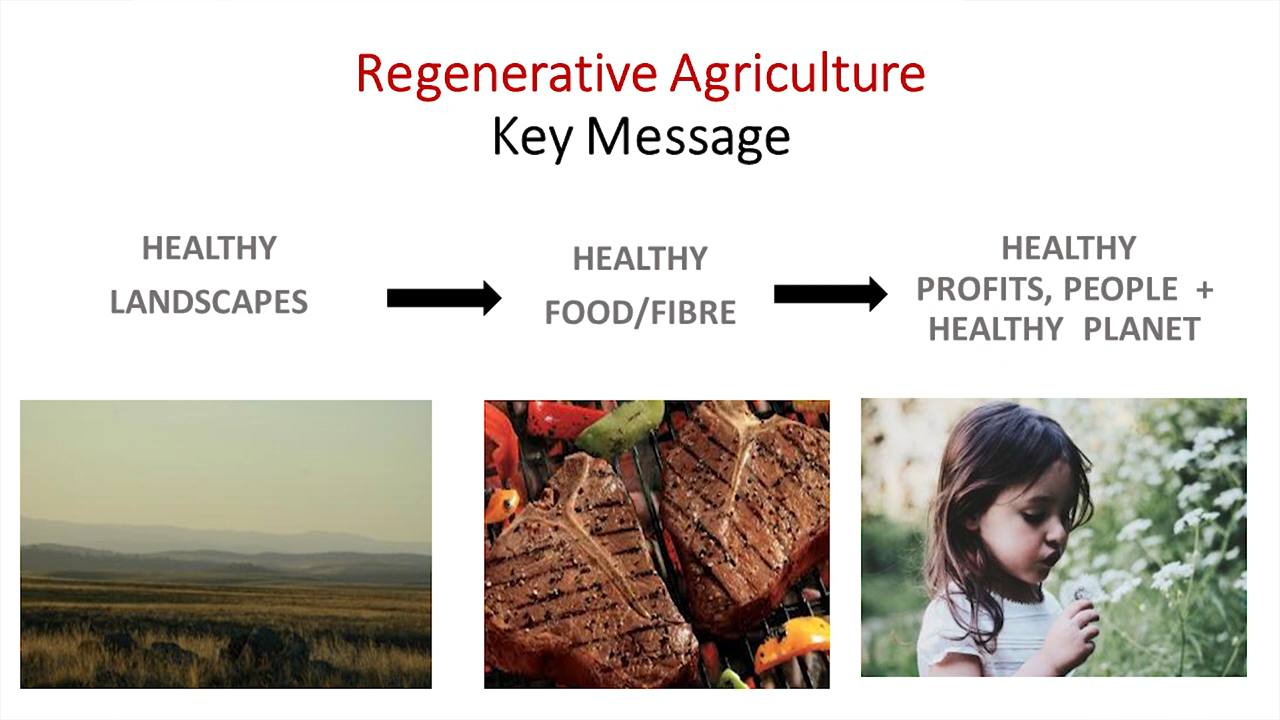 Regenerative Agriculture
Key Message
HEALTHY
LANDSCAPES
HEALTHY
FOOD/FIBRE
HEALTHY
PROFITS, PEOPLE +
HEALTHY PLANET